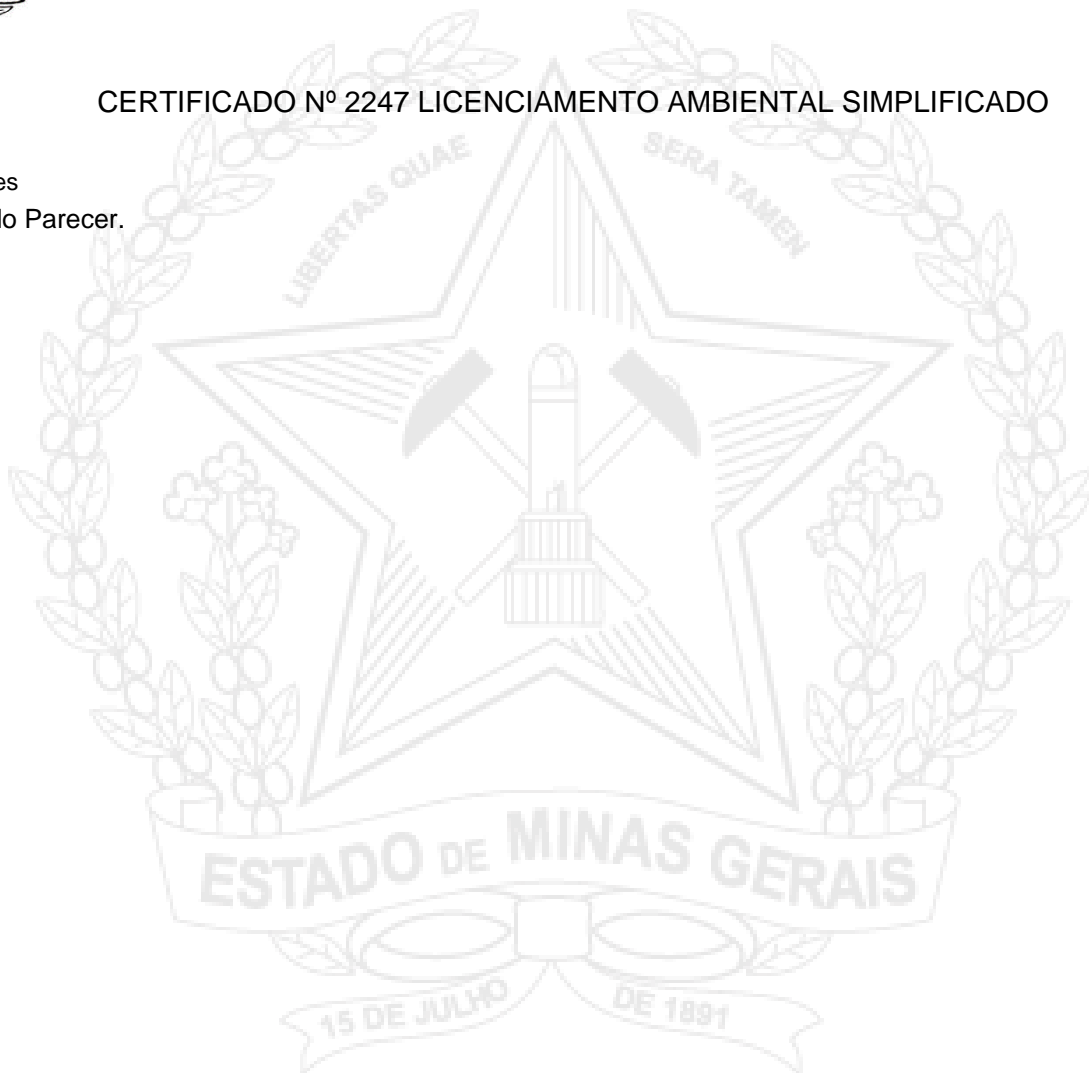 CERTIFICADO Nº 2247 LICENCIAMENTO AMBIENTAL SIMPLIFICADO
es
do Parecer.
LIBERTAS QUAE SERA TAMEN
ESTADO DE MINAS GERAIS
15 DE JULHO DE 1891